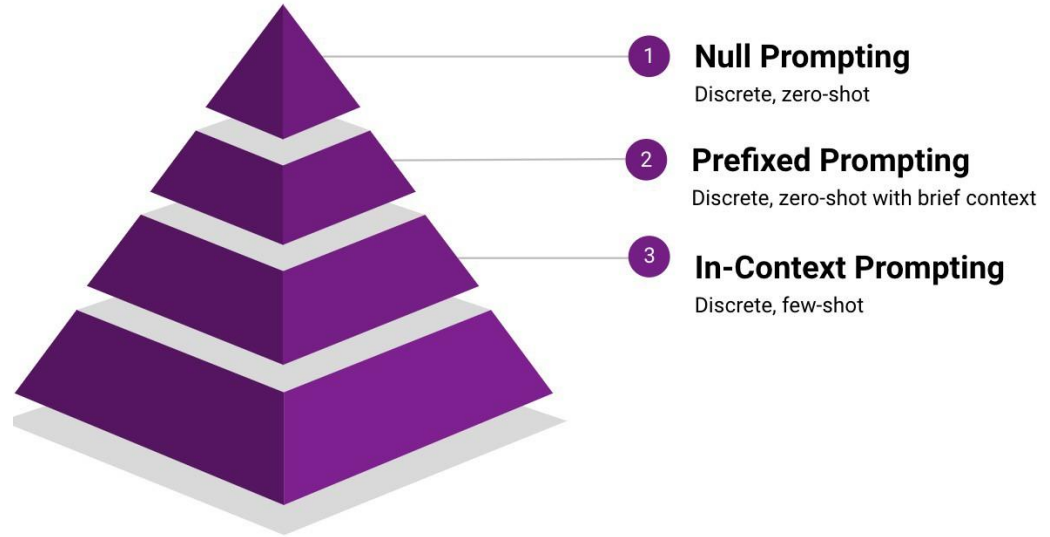 1
Null Prompting
Discrete, zero-shot
2
Prefixed Prompting
Discrete, zero-shot with brief context
3
In-Context Prompting
Discrete, few-shot